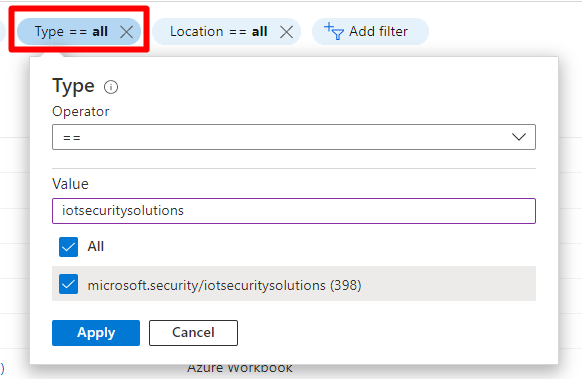 Type == all
Location == all
Add filter
Type
Operator
==
Value
iotsecuritysolutions
All
microsoft.security/iotsecuritysolutions (398)
Apply
Cancel
)
Azure Workbook